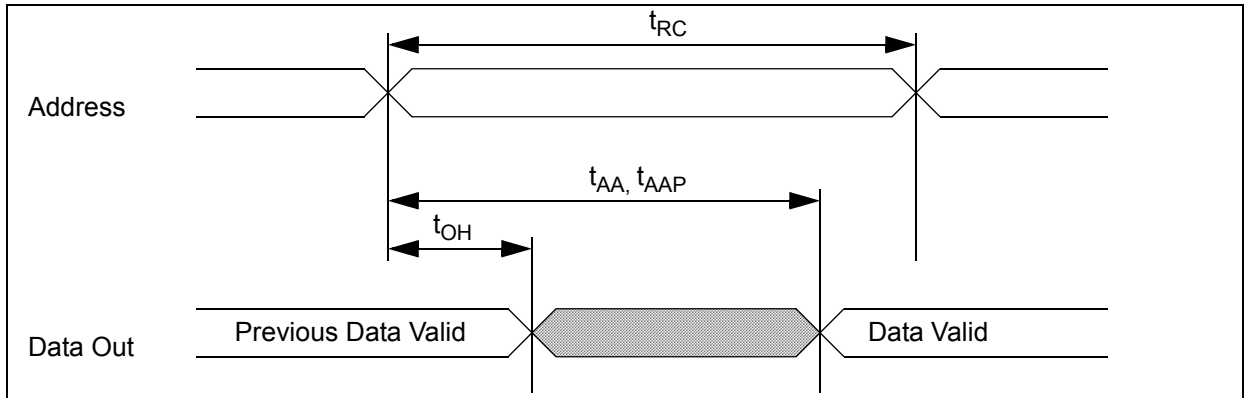 tRC
Address
tAA, tAAP
tOH
Previous Data Valid
Data Valid
Data Out